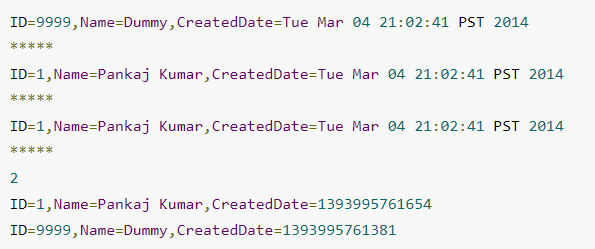 ID=9999,Name=Dummy,CreatedDate=Tue Mar 04 21:02:41 PST 2014
*****
ID=1,Name=Pankaj Kumar,CreatedDate=Tue Mar 04 21:02:41 PST 2014
*****
ID=1,Name=Pankaj Kumar,CreatedDate=Tue Mar 04 21:02:41 PST 2014
*****
2
ID=1,Name=Pankaj Kumar,CreatedDate=1393995761654
ID=9999,Name=Dummy,CreatedDate=1393995761381